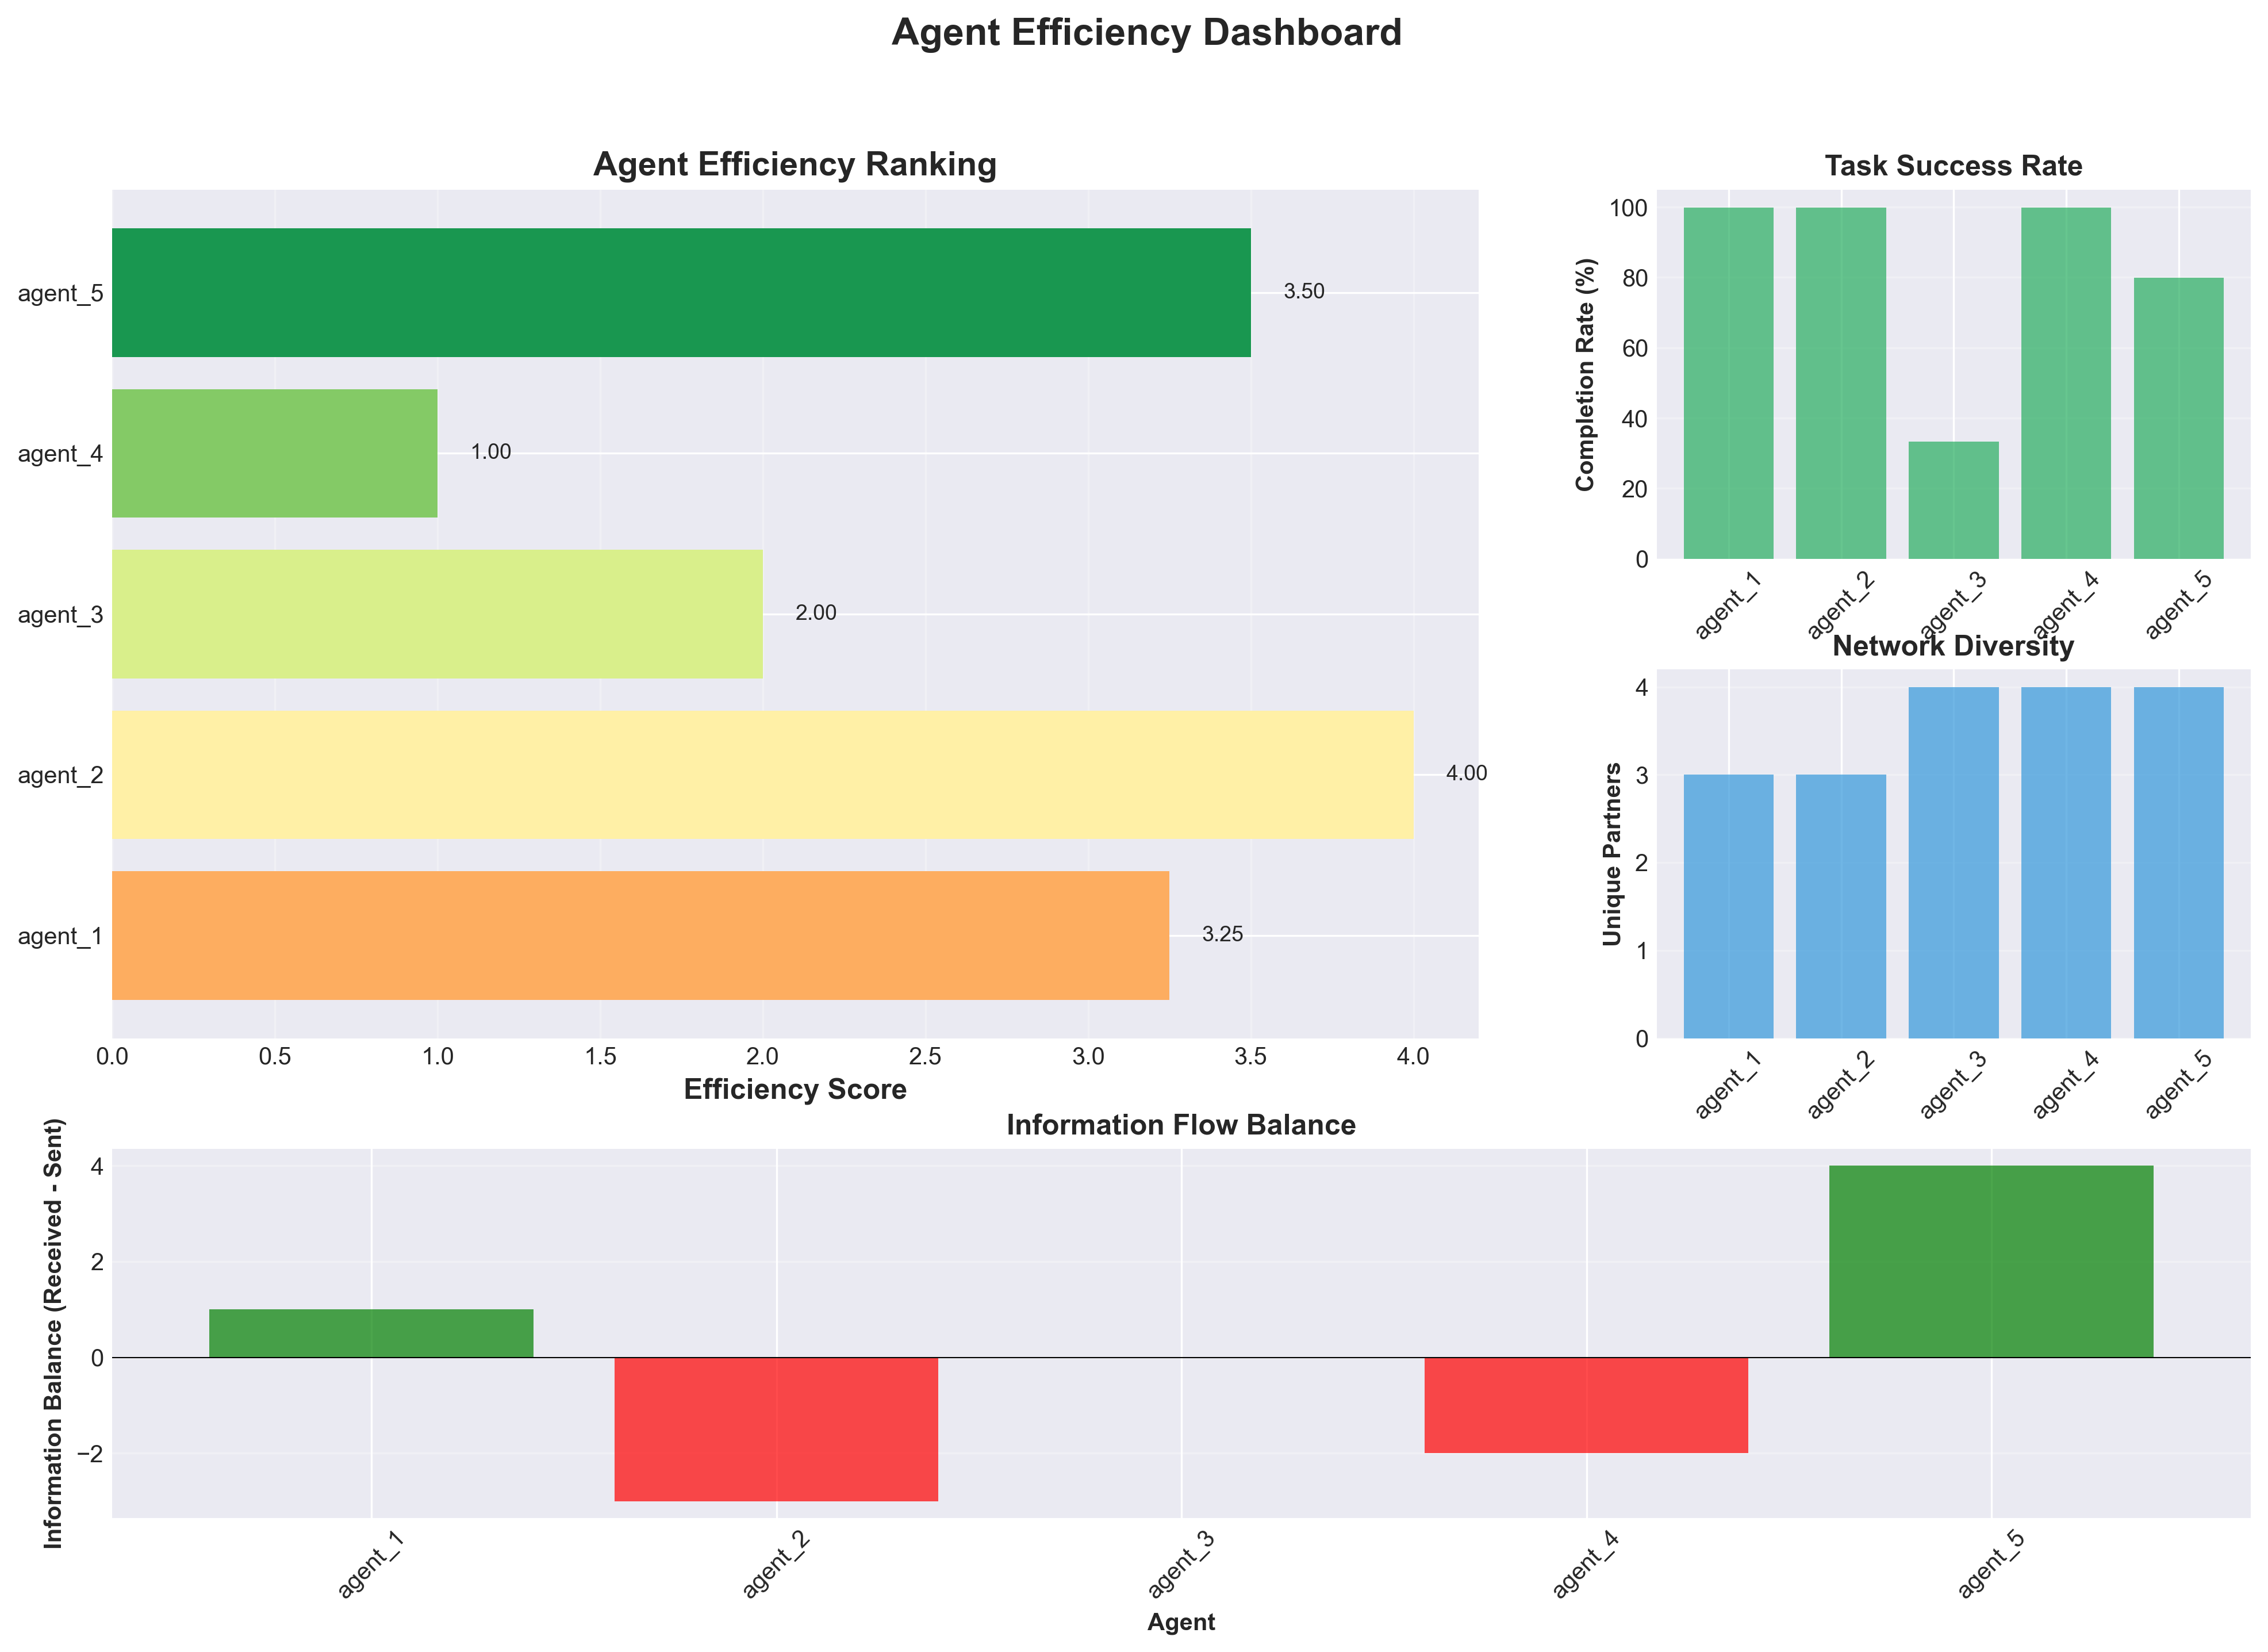 Agent Efficiency Dashboard
Agent Efficiency Ranking
agent_5
3.50
agent_4
1.00
agent_3
2.00
agent_2
4.00
agent_1
3.25
0.0 0.5 1.0 1.5 2.0 2.5 3.0 3.5 4.0
Efficiency Score
Task Success Rate
Completion Rate (%)
100
80
60
40
20
0
agent_1 agent_2 agent_3 agent_4 agent_5
Network Diversity
Unique Partners
4
3
2
1
0
agent_1 agent_2 agent_3 agent_4 agent_5
Information Flow Balance
Information Balance (Received - Sent)
4
2
0
−2
agent_1 agent_2 agent_3 agent_4 agent_5
Agent